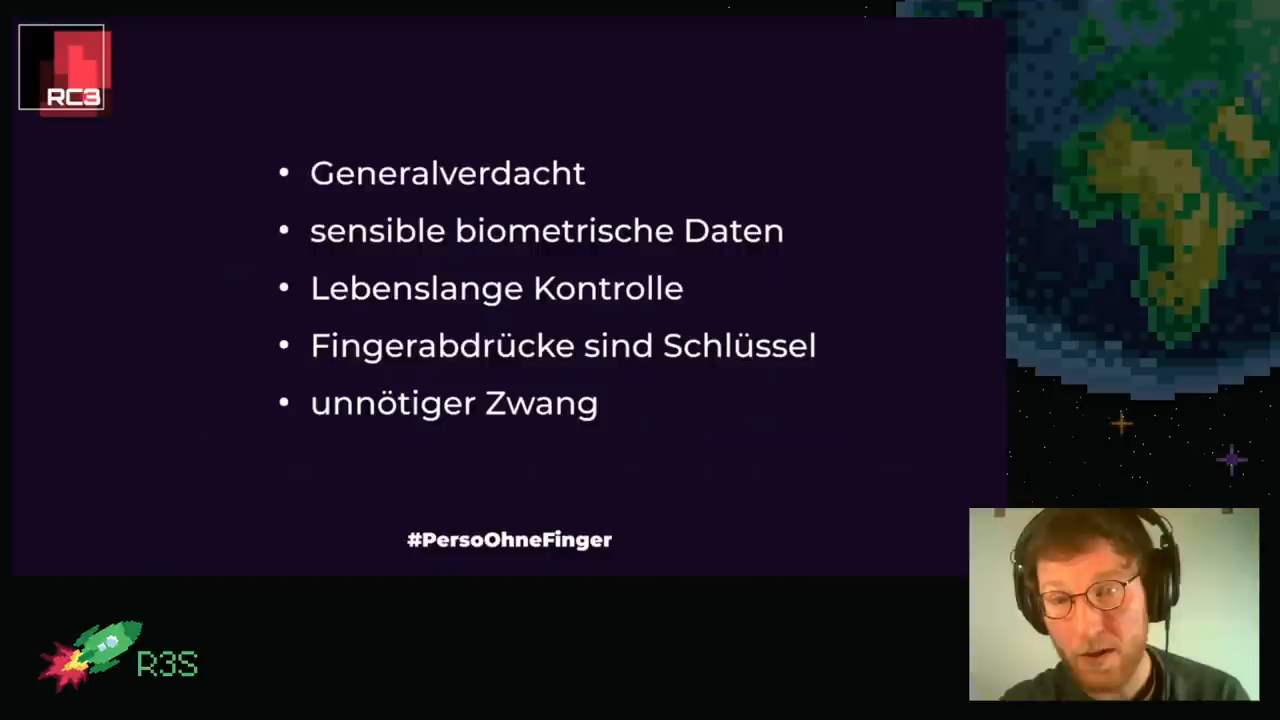 RC3
• Generalverdacht
• sensible biometrische Daten
• Lebenslange Kontrolle
• Fingerabdrücke sind Schlüssel
• unnötiger Zwang
#PersoOhneFinger
R3S